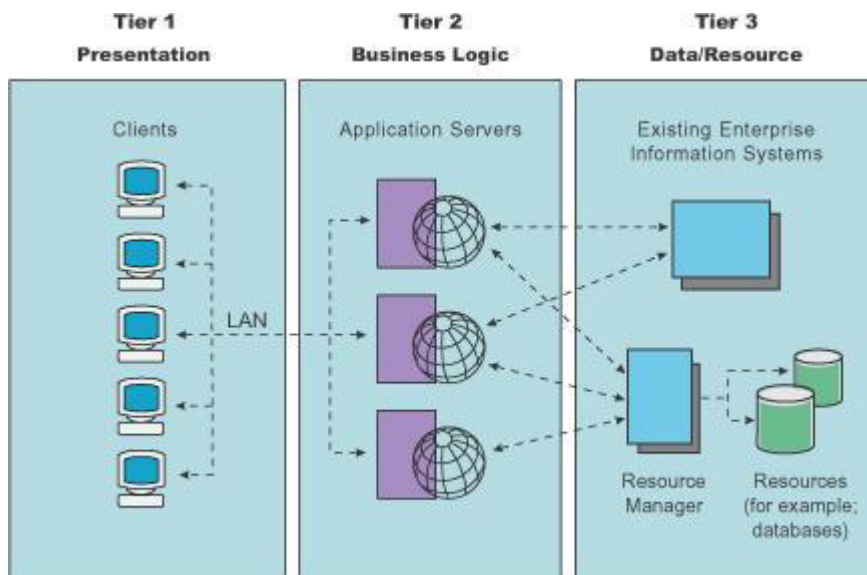 Tier 1
Presentation
Tier 2
Business Logic
Tier 3
Data/Resource
Clients
Application Servers
Existing Enterprise
Information Systems
LAN
Resource
Manager
Resources
(for example;
databases)